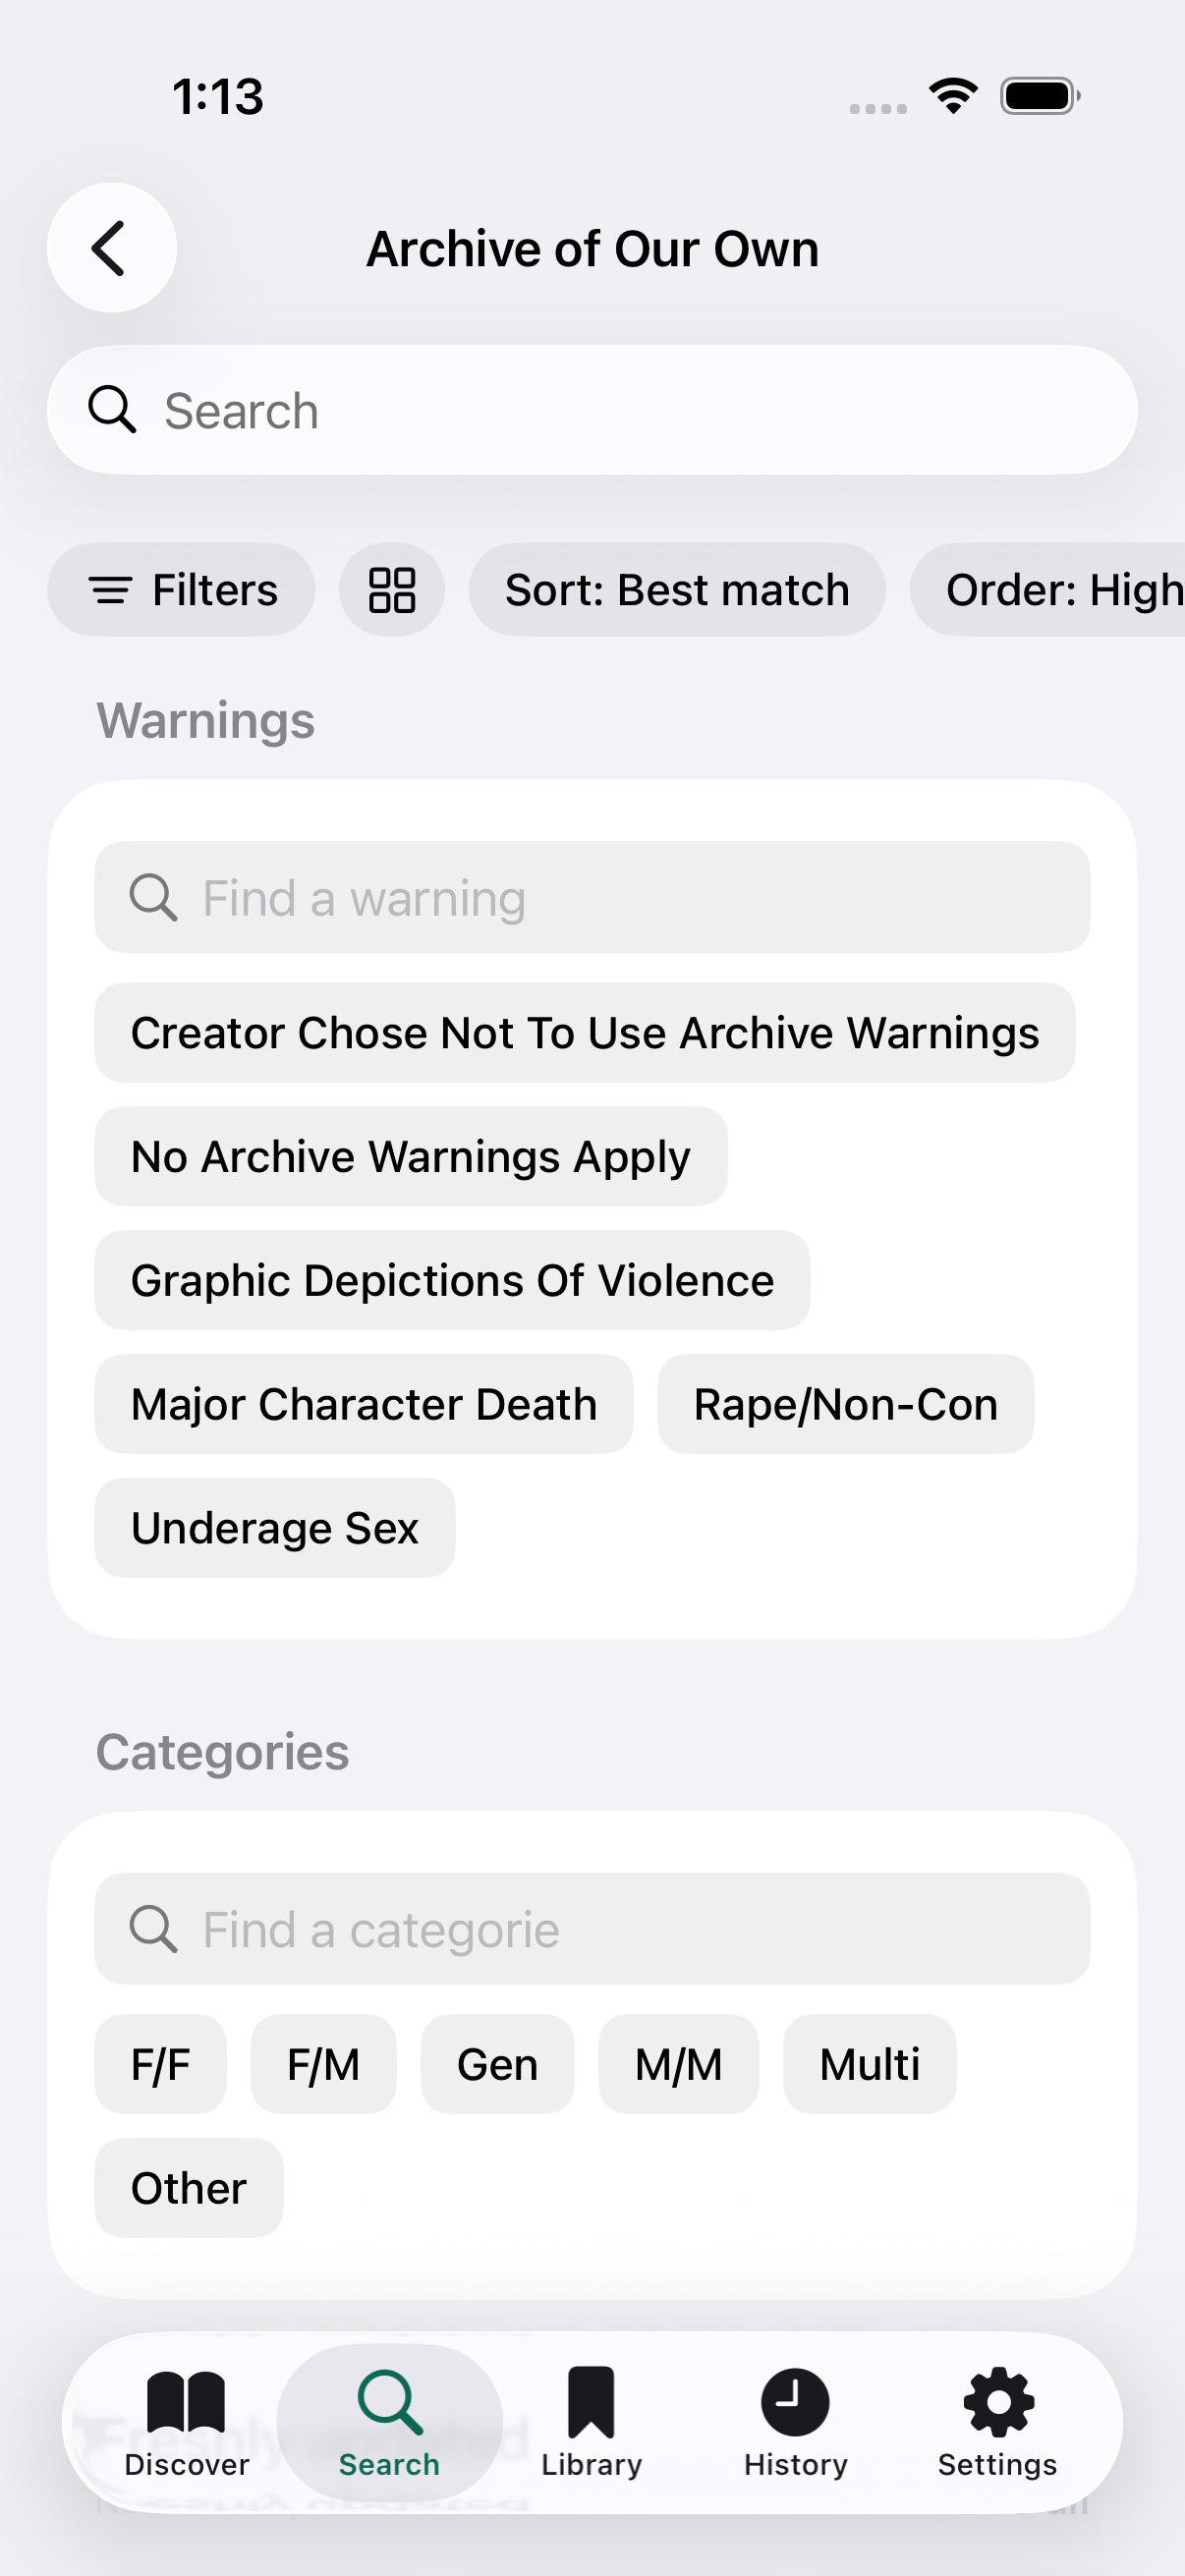 1:13
Archive of Our Own
Search
Filters
Sort: Best match
Order: High
Warnings
Find a warning
Creator Chose Not To Use Archive Warnings
No Archive Warnings Apply
Graphic Depictions Of Violence
Major Character Death
Rape/Non-Con
Underage Sex
Categories
Find a categorie
F/F
F/M
Gen
M/M
Multi
Other
Discover
Search
Library
History
Settings